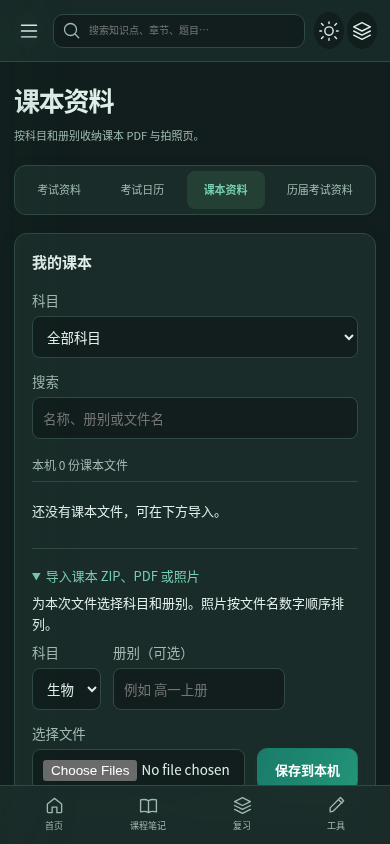 搜索知识点、章节、题目…
课本资料
按科目和册别收纳课本 PDF 与拍照页。
考试资料
考试日历
课本资料
历届考试资料
我的课本
科目
全部科目
搜索
名称、册别或文件名
本机 0 份课本文件
还没有课本文件，可在下方导入。
▼ 导入课本 ZIP、PDF 或照片
为本次文件选择科目和册别。照片按文件名数字顺序排
列。
科目
册别（可选）
生物
例如 高一上册
选择文件
Choose Files No file chosen
保存到本机
首页
课程笔记
复习
工具